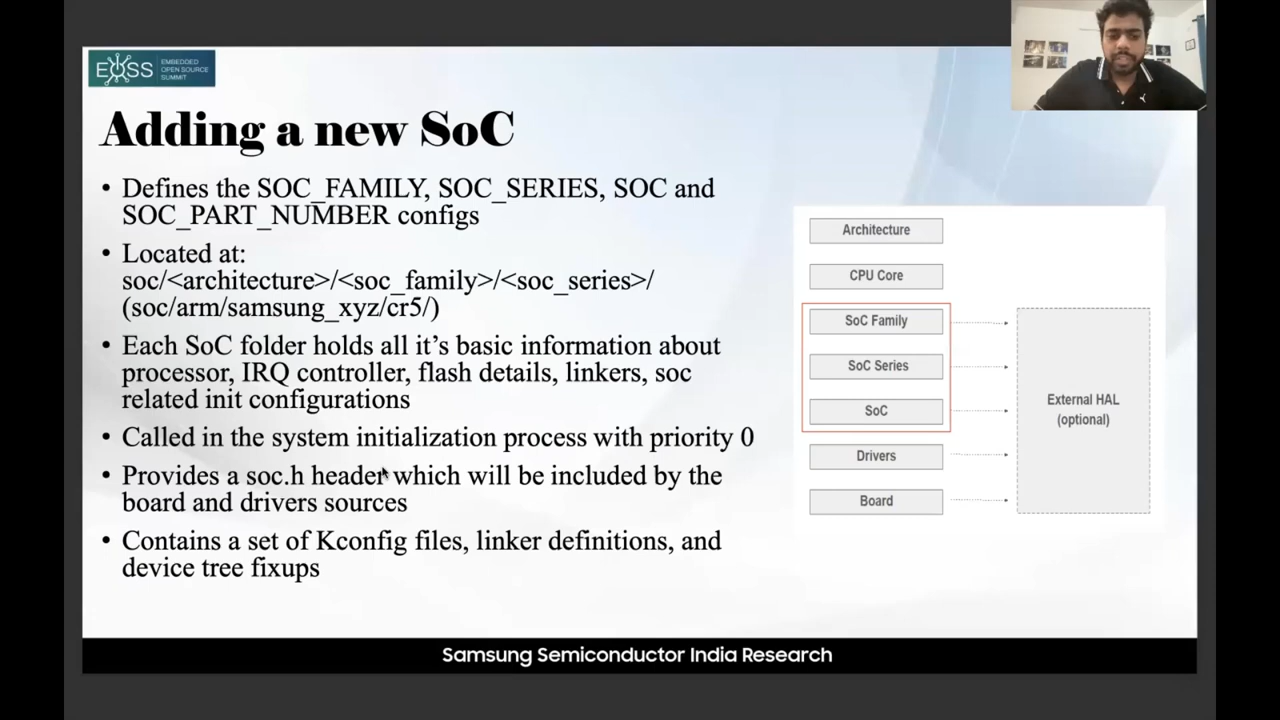 EOSS EMBEDDED
OPEN SOURCE
SUMMIT
Adding a new SoC
• Defines the SOC_FAMILY, SOC_SERIES, SOC and
SOC_PART_NUMBER configs
• Located at:
soc/<architecture>/<soc_family>/<soc_series>/
(soc/arm/samsung_xyz/cr5/)
• Each SoC folder holds all it's basic information about
processor, IRQ controller, flash details, linkers, soc
related init configurations
• Called in the system initialization process with priority 0
• Provides a soc.h header which will be included by the
board and drivers sources
• Contains a set of Kconfig files, linker definitions, and
device tree fixups
Architecture
CPU Core
SoC Family
SoC Series
SoC
Drivers
Board
External HAL
(optional)
Samsung Semiconductor India Research